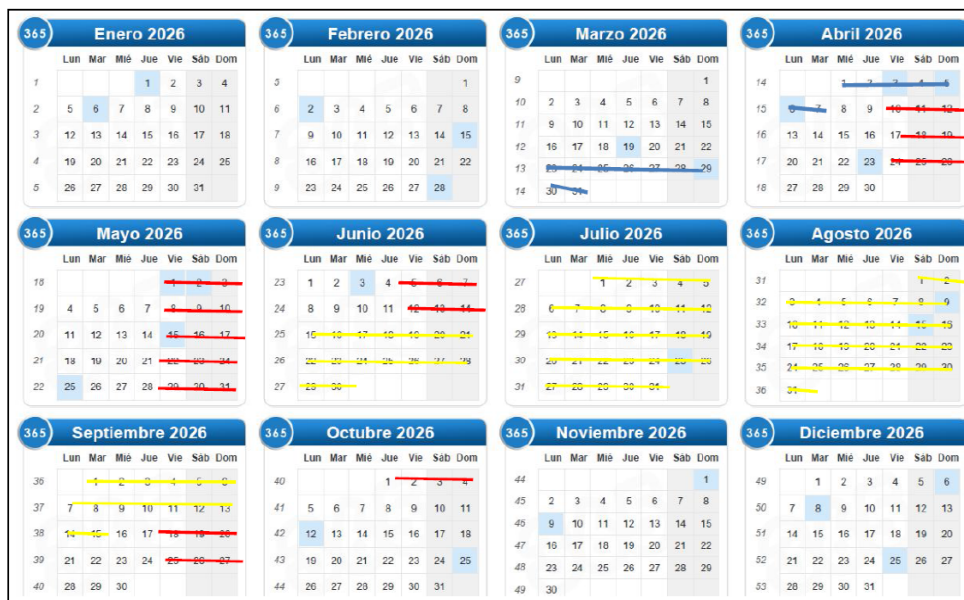 365 Enero 2026
Lun Mar Mié Jue Vie Sáb Dom
1 1 2 3 4
2 5 6 7 8 9 10 11
3 12 13 14 15 16 17 18
4 19 20 21 22 23 24 25
5 26 27 28 29 30 31
365 Febrero 2026
Lun Mar Mié Jue Vie Sáb Dom
5 1
6 2 3 4 5 6 7 8
7 9 10 11 12 13 14 15
8 16 17 18 19 20 21 22
9 23 24 25 26 27 28
365 Marzo 2026
Lun Mar Mié Jue Vie Sáb Dom
9 1
10 2 3 4 5 6 7 8
11 9 10 11 12 13 14 15
12 16 17 18 19 20 21 22
13 23 24 25 26 27 28 29
14 30 31
365 Abril 2026
Lun Mar Mié Jue Vie Sáb Dom
14 1 2 3 4 5
15 6 7 8 9 10 11 12
16 13 14 15 16 17 18 19
17 20 21 22 23 24 25 26
18 27 28 29 30
365 Mayo 2026
Lun Mar Mié Jue Vie Sáb Dom
18 1 2 3
19 4 5 6 7 8 9 10
20 11 12 13 14 15 16 17
21 18 19 20 21 22 23 24
22 25 26 27 28 29 30 31
365 Junio 2026
Lun Mar Mié Jue Vie Sáb Dom
23 1 2 3 4 5 6 7
24 8 9 10 11 12 13 14
25 15 16 17 18 19 20 21
26 22 23 24 25 26 27 28
27 29 30
365 Julio 2026
Lun Mar Mié Jue Vie Sáb Dom
27 1 2 3 4 5
28 6 7 8 9 10 11 12
29 13 14 15 16 17 18 19
30 20 21 22 23 24 25 26
31 27 28 29 30 31
365 Agosto 2026
Lun Mar Mié Jue Vie Sáb Dom
31 1 2
32 3 4 5 6 7 8 9
33 10 11 12 13 14 15 16
34 17 18 19 20 21 22 23
35 24 25 26 27 28 29 30
36 31
365 Septiembre 2026
Lun Mar Mié Jue Vie Sáb Dom
36 1 2 3 4 5 6
37 7 8 9 10 11 12 13
38 14 15 16 17 18 19 20
39 21 22 23 24 25 26 27
40 28 29 30
365 Octubre 2026
Lun Mar Mié Jue Vie Sáb Dom
40 1 2 3 4
41 5 6 7 8 9 10 11
42 12 13 14 15 16 17 18
43 19 20 21 22 23 24 25
44 26 27 28 29 30 31
365 Noviembre 2026
Lun Mar Mié Jue Vie Sáb Dom
44 1
45 2 3 4 5 6 7 8
46 9 10 11 12 13 14 15
47 16 17 18 19 20 21 22
48 23 24 25 26 27 28 29
49 30
365 Diciembre 2026
Lun Mar Mié Jue Vie Sáb Dom
49 1 2 3 4 5 6
50 7 8 9 10 11 12 13
51 14 15 16 17 18 19 20
52 21 22 23 24 25 26 27
53 28 29 30 31